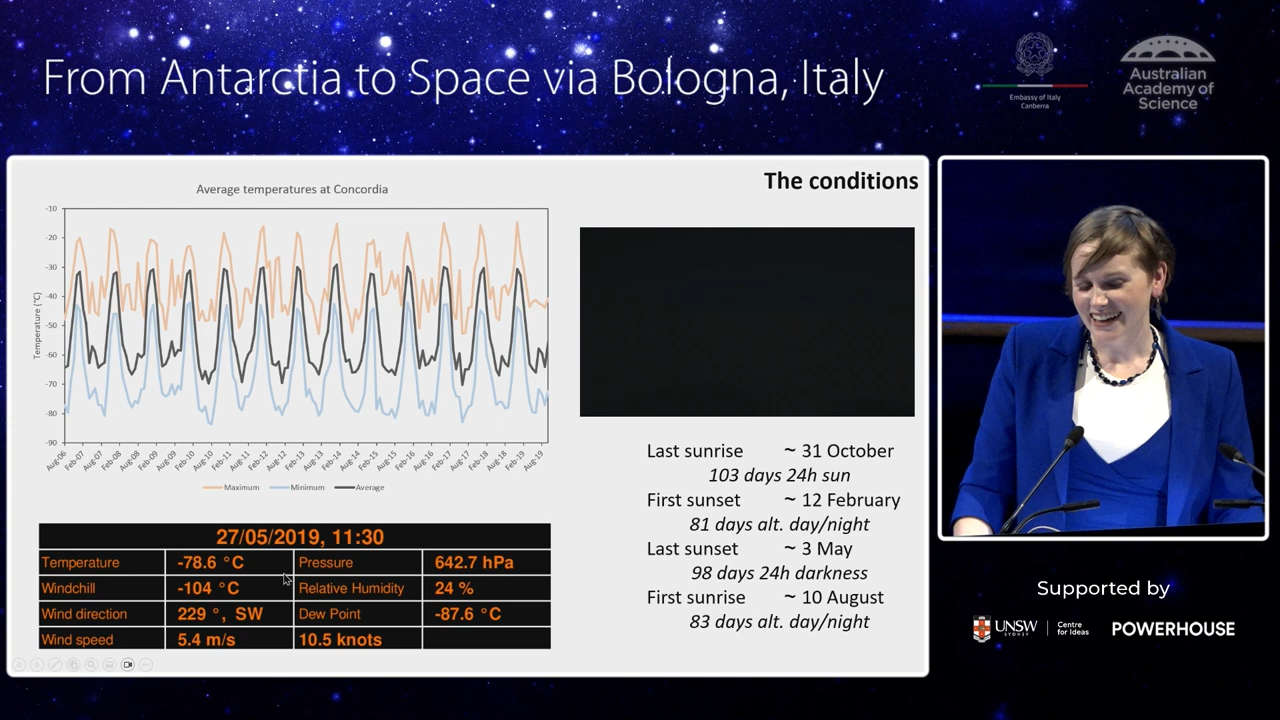 From Antarctia to Space via Bologna, Italy
Embassy of Italy
Canberra
Australian
Academy of
Science
The conditions
Average temperatures at Concordia
Temperature (°C)
-10
-20
-30
-40
-50
-60
-70
-80
-90
Aug-06 Feb-07 Aug-07 Feb-08 Aug-08 Feb-09 Aug-09 Feb-10 Aug-10 Feb-11 Aug-11 Feb-12 Aug-12 Feb-13 Aug-13 Feb-14 Aug-14 Feb-15 Aug-15 Feb-16 Aug-16 Feb-17 Aug-17 Feb-18 Aug-18 Feb-19 Aug-19
Maximum Minimum Average
27/05/2019, 11:30
Temperature -78.6 °C Pressure 642.7 hPa
Windchill -104 °C Relative Humidity 24 %
Wind direction 229 °, SW Dew Point -87.6 °C
Wind speed 5.4 m/s 10.5 knots
Last sunrise ~ 31 October
103 days 24h sun
First sunset ~ 12 February
81 days alt. day/night
Last sunset ~ 3 May
98 days 24h darkness
First sunrise ~ 10 August
83 days alt. day/night
Supported by
UNSW
SYDNEY
Centre
for Ideas
POWERHOUSE